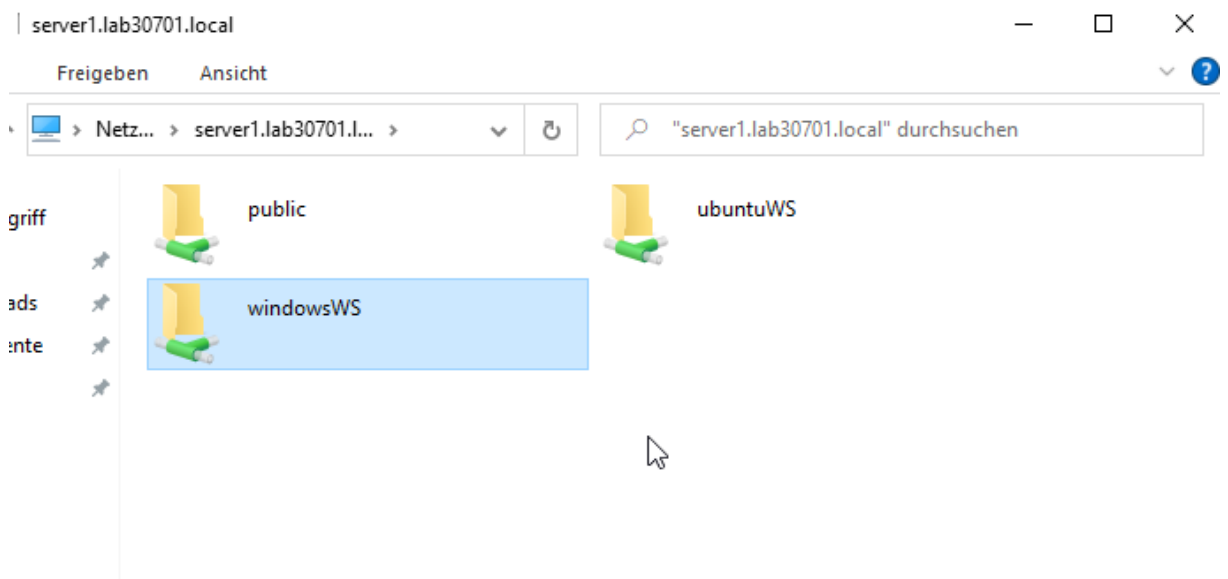 server1.lab30701.local
Freigeben Ansicht
Netz... server1.lab30701.l... "server1.lab30701.local" durchsuchen
griff
public ubuntuWS
ads
windowsWS
ente